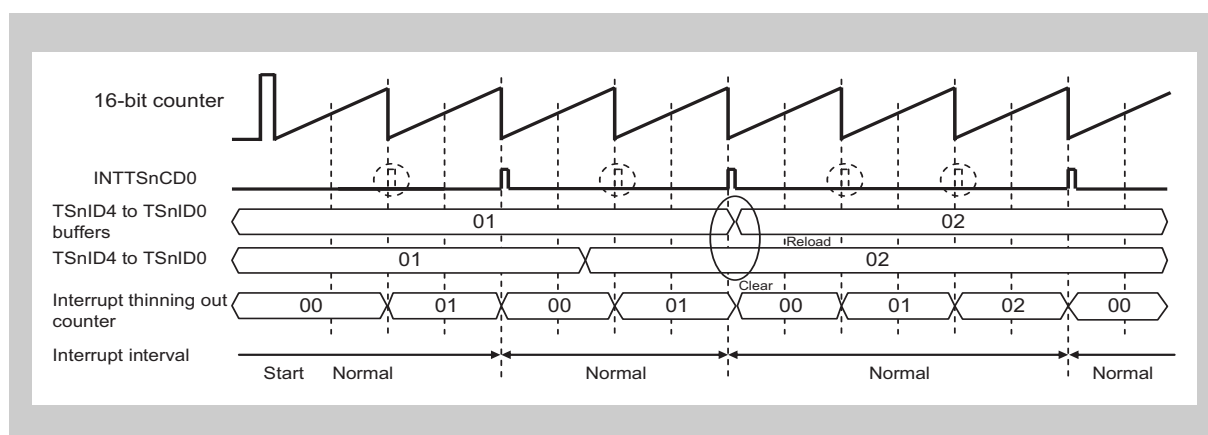 16-bit counter
INTTSnCD0
TSnID4 to TSnID0
buffers
01
02
Reload
TSnID4 to TSnID0
01
02
Clear
Interrupt thinning out
counter
00 01 00 01 00 01 02 00
Interrupt interval
Start Normal Normal Normal Normal